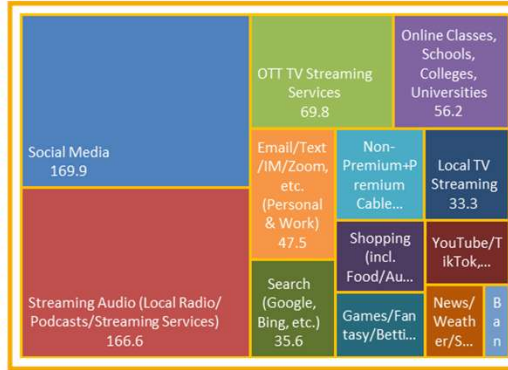 Social Media
169.9
Streaming Audio (Local Radio/
Podcasts/Streaming Services)
166.6
OTT TV Streaming
Services
69.8
Online Classes,
Schools,
Colleges,
Universities
56.2
Email/Text
/IM/Zoom,
etc.
(Personal
& Work)
47.5
Search
(Google,
Bing, etc.)
35.6
Non-
Premium+P
remium
Cable...
Local TV
Streaming
33.3
Shopping
(incl.
Food/Au...
YouTube/T
ikTok,...
Games/Fan
tasy/Betti...
News/
Weath
er/S...
B
a
n